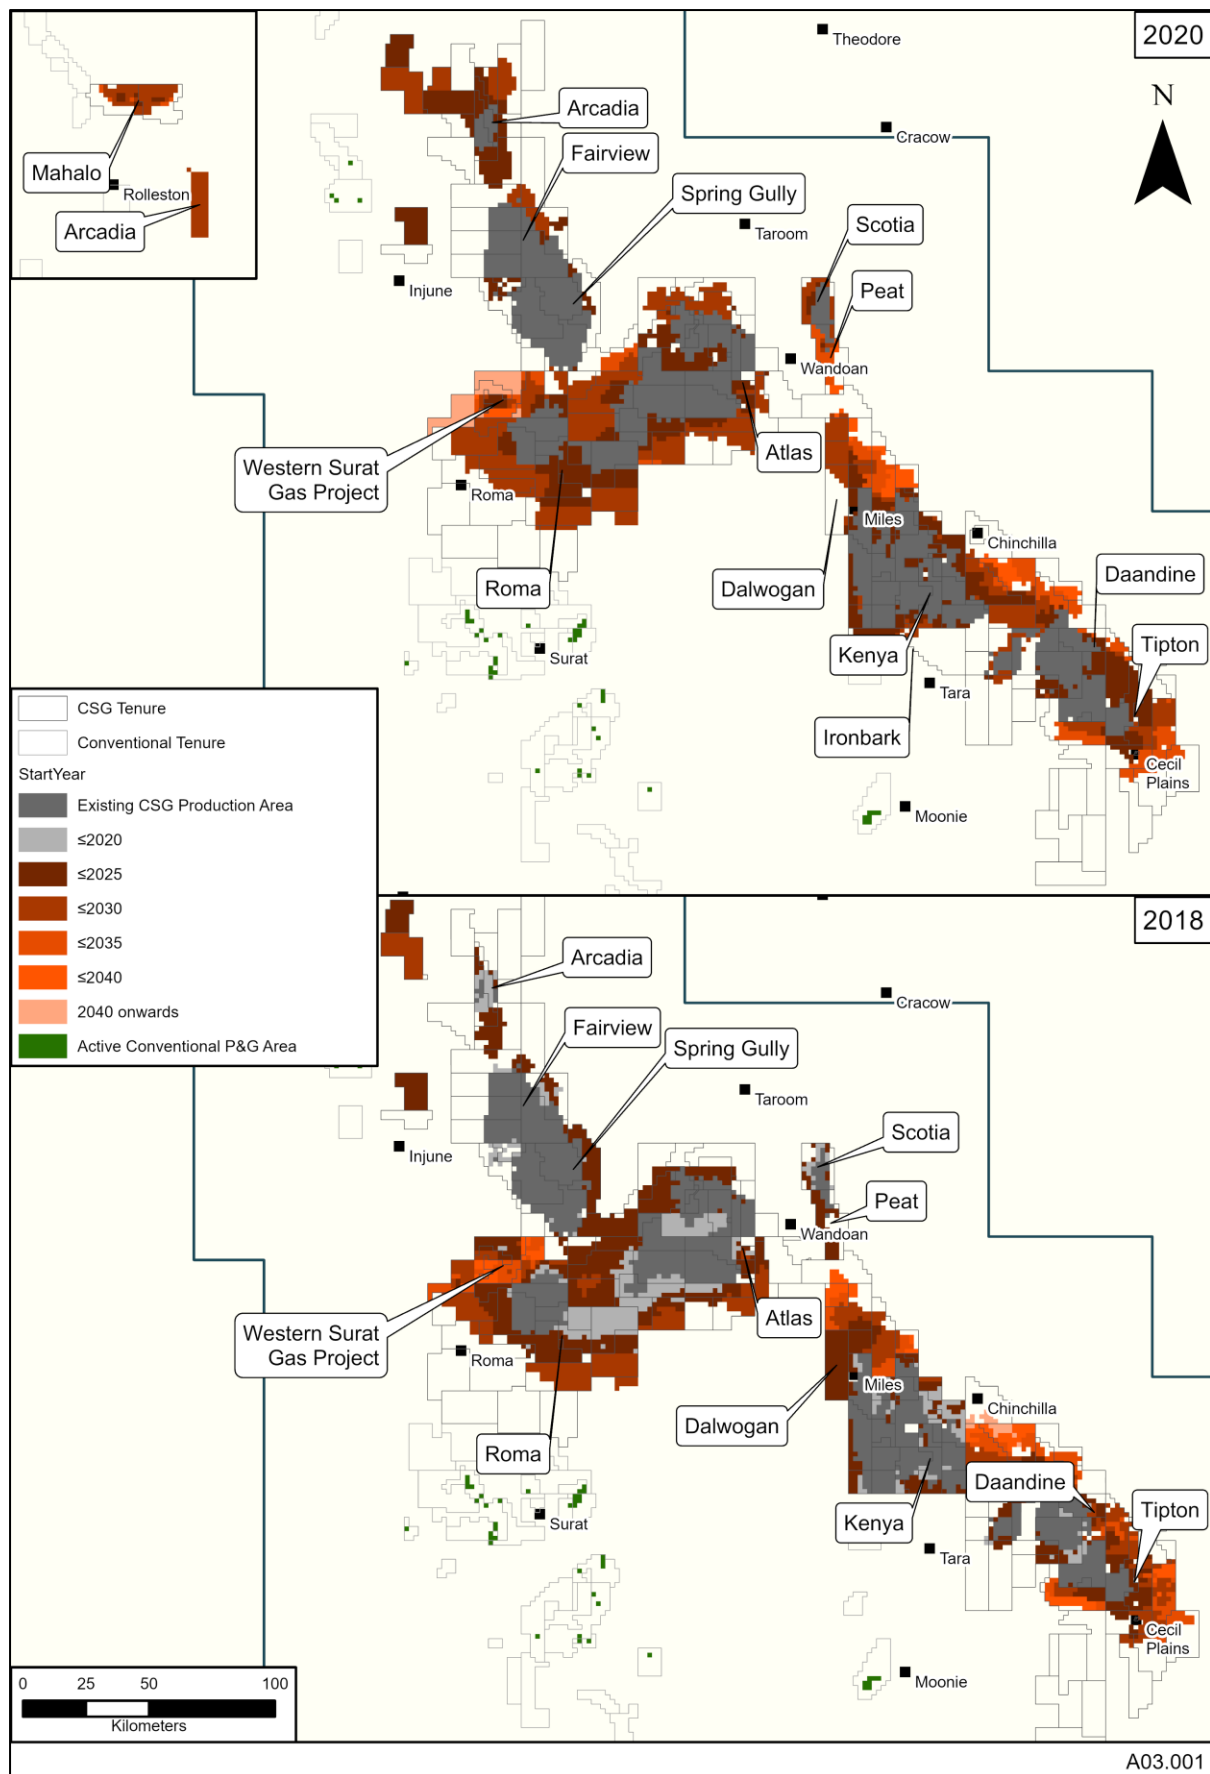 2020
Theodore
N
Arcadia
Cracow
Fairview
Mahalo
Rolleston
Spring Gully
Arcadia
Taroom
Scotia
Injune
Peat
Wandoan
Western Surat
Gas Project
Atlas
Roma
Miles
Chinchilla
Roma
Dalwogan
Daandine
Kenya
Tipton
Surat
Tara
Ironbark
Cecil
Plains
Moonie
CSG Tenure
Conventional Tenure
StartYear
Existing CSG Production Area
≤2020
≤2025
≤2030
≤2035
≤2040
2040 onwards
Active Conventional P&G Area
2018
Arcadia
Cracow
Fairview
Spring Gully
Taroom
Scotia
Injune
Peat
Wandoan
Western Surat
Gas Project
Atlas
Roma
Miles
Chinchilla
Dalwogan
Roma
Daandine
Kenya
Tipton
Surat
Tara
Cecil
Plains
Moonie
0 25 50 100
Kilometers
A03.001